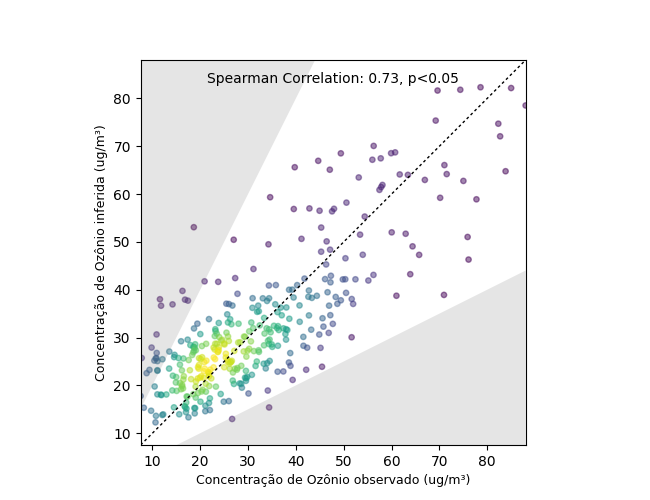 Spearman Correlation: 0.73, p<0.05
Concentração de Ozônio inferida (ug/m³)
80
70
60
50
40
30
20
10
10 20 30 40 50 60 70 80
Concentração de Ozônio observado (ug/m³)